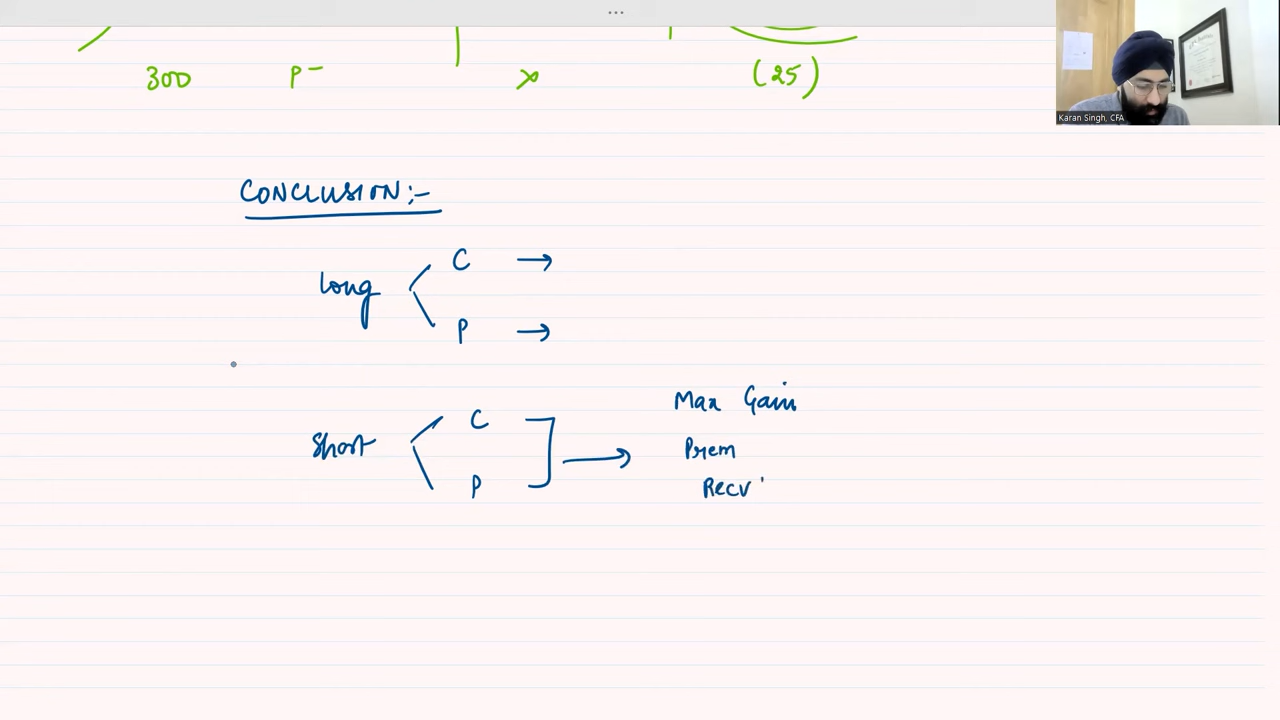 300 P- x (25)
Karan Singh, CFA
CONCLUSION:-
Long C →
P →
Short C → Max Gain
P Prem
Recv'